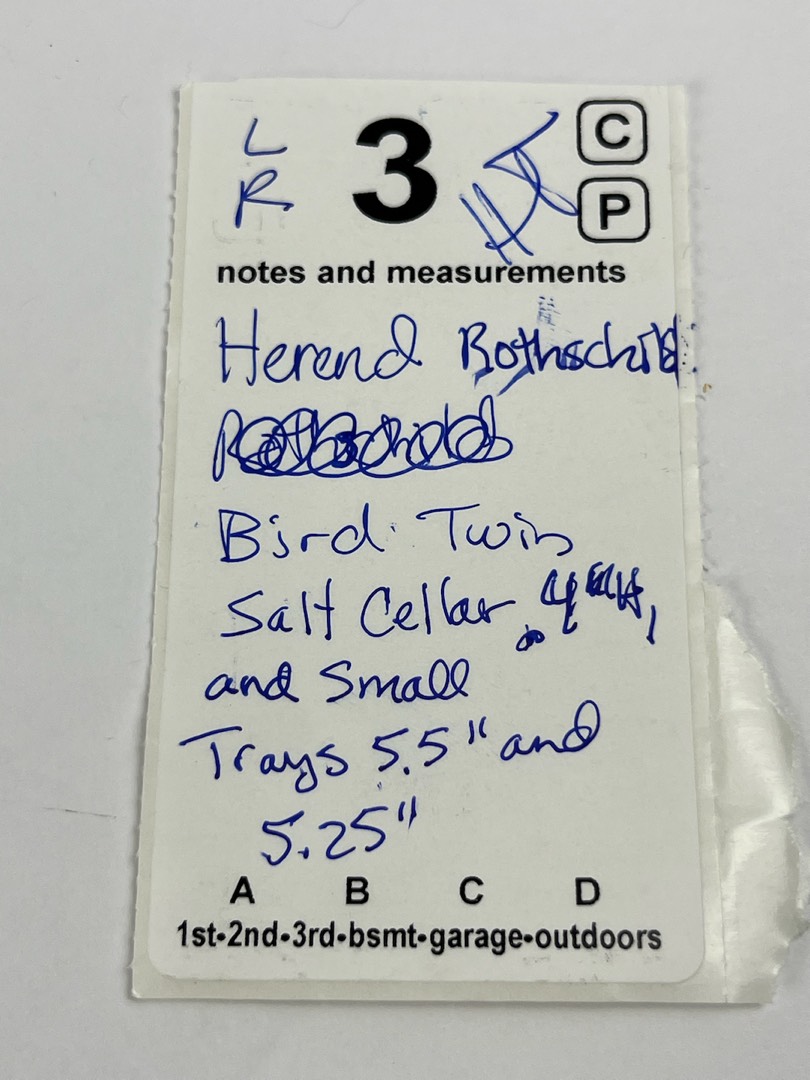 L
R
3
C
P
notes and measurements
Herend Rothschild
Bird Twin
Salt Cellar 4"H,
and Small
Trays 5.5" and
5.25"
A B C D
1st•2nd•3rd•bsmt•garage•outdoors